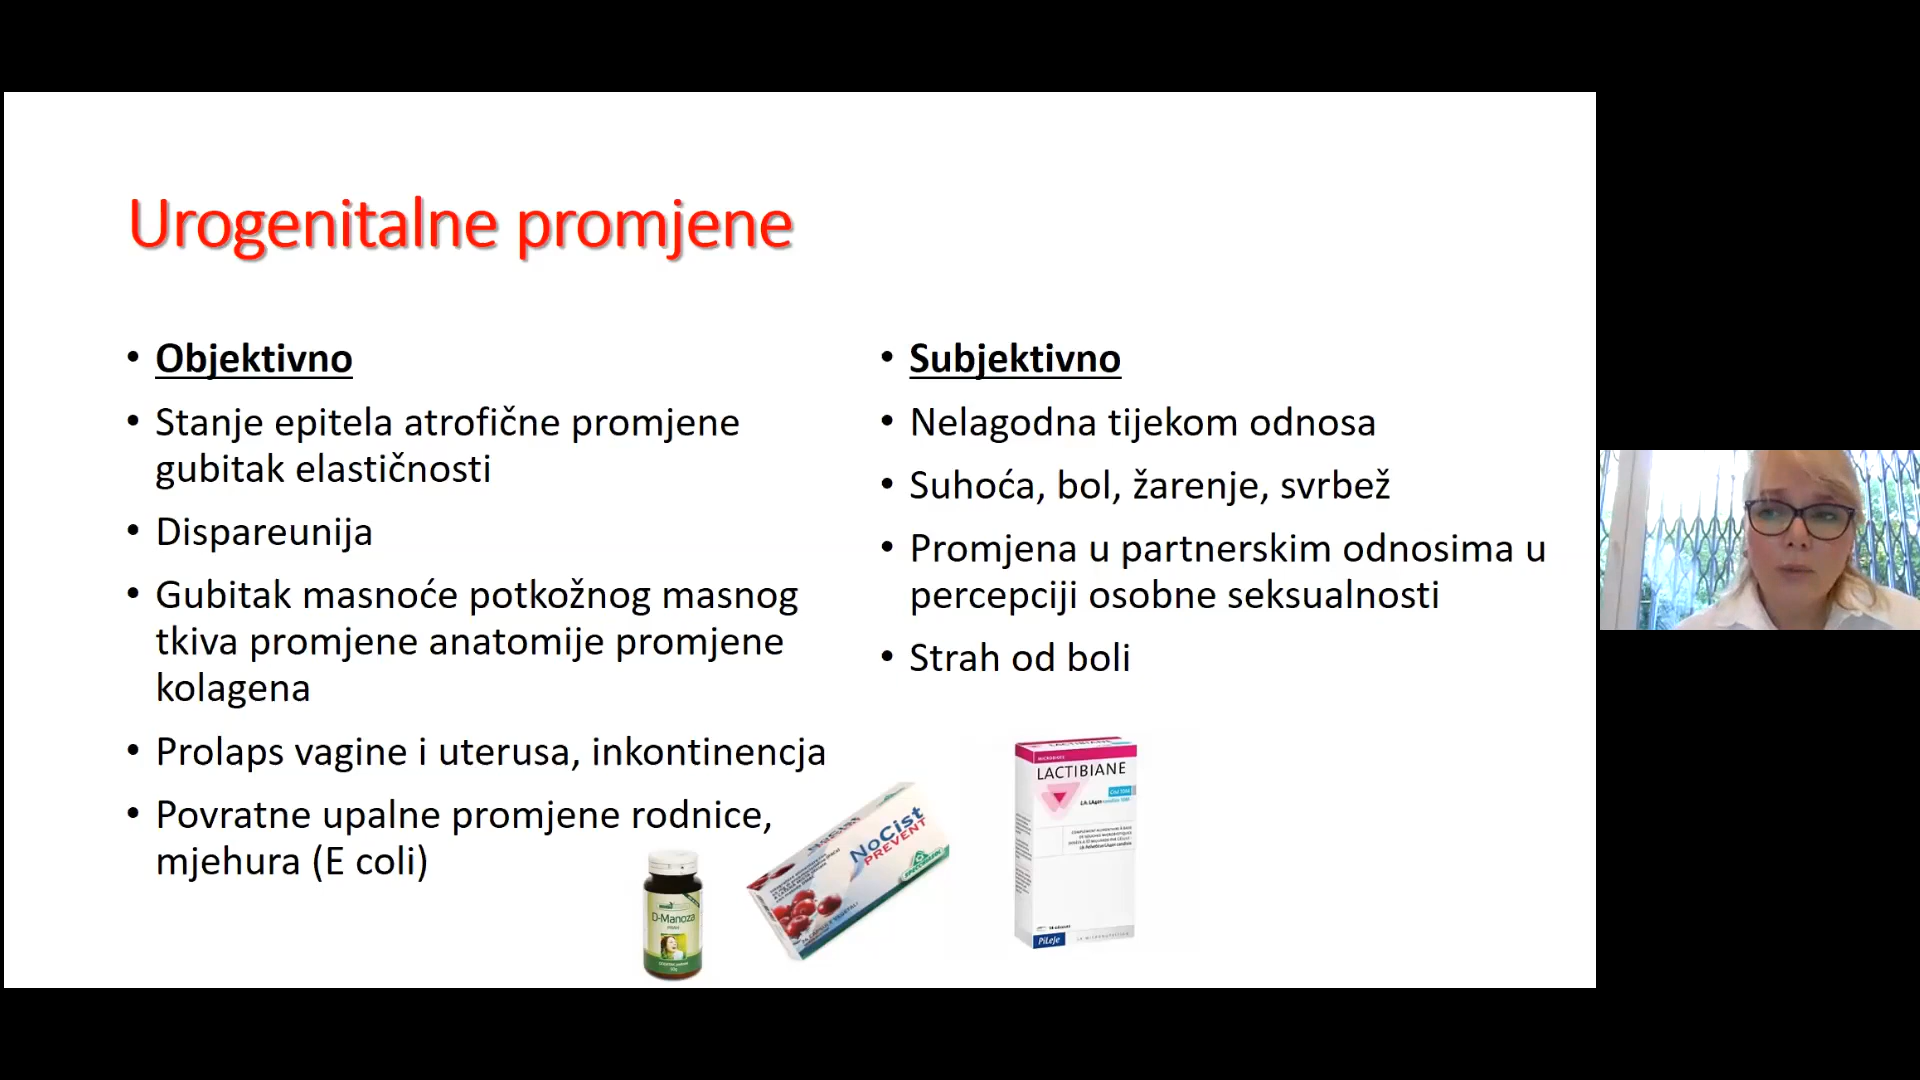 Urogenitalne promjene
• Objektivno
• Stanje epitela atrofične promjene
gubitak elastičnosti
• Dispareunija
• Gubitak masnoće potkožnog masnog
tkiva promjene anatomije promjene
kolagena
• Prolaps vagine i uterusa, inkontinencja
• Povratne upalne promjene rodnice,
mjehura (E coli)
• Subjektivno
• Nelagodna tijekom odnosa
• Suhoća, bol, žarenje, svrbež
• Promjena u partnerskim odnosima u
percepciji osobne seksualnosti
• Strah od boli
D-Manoza
NoCist
PREVENT
LACTIBIANE
PiLeJe